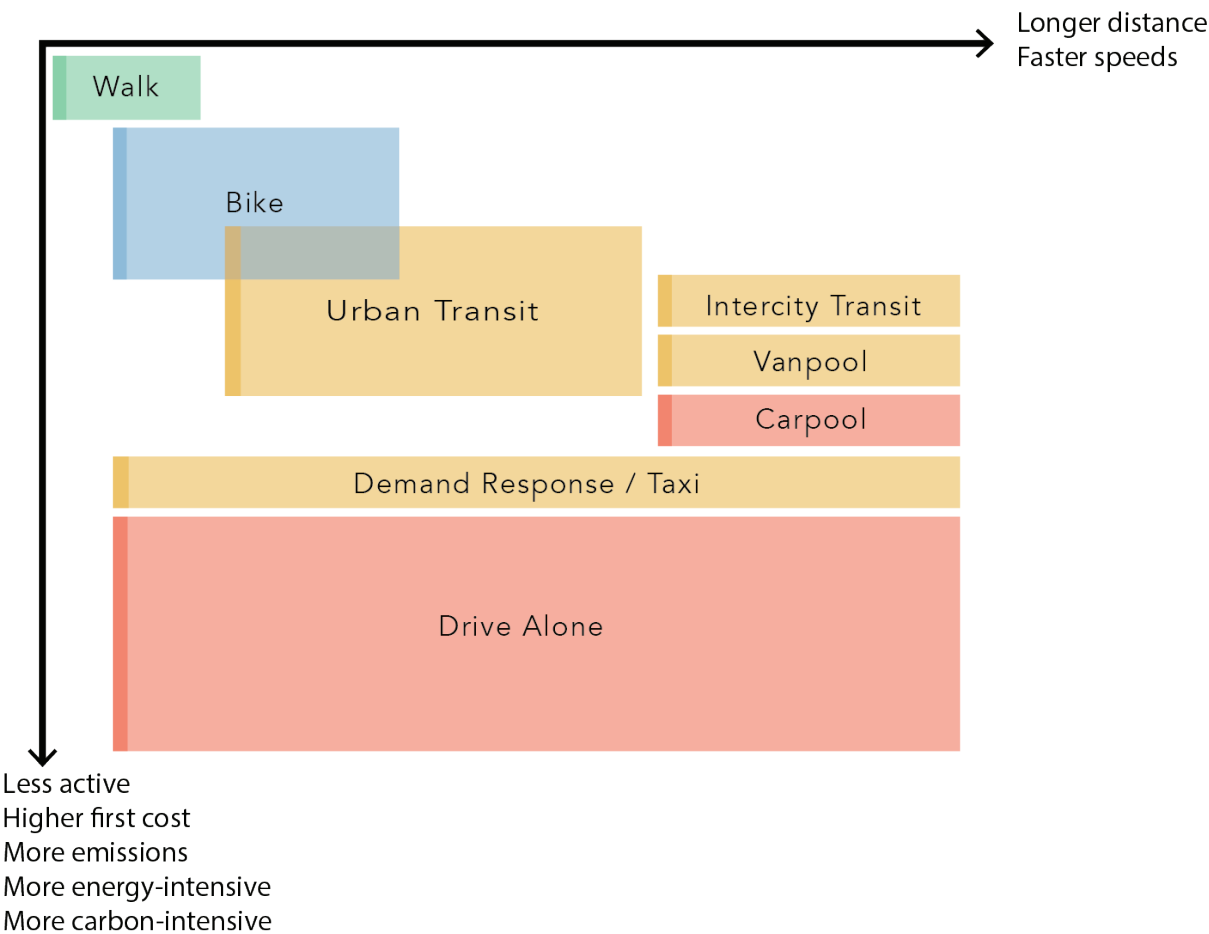 Longer distance
Faster speeds
Walk
Bike
Urban Transit
Intercity Transit
Vanpool
Carpool
Demand Response / Taxi
Drive Alone
Less active
Higher first cost
More emissions
More energy-intensive
More carbon-intensive